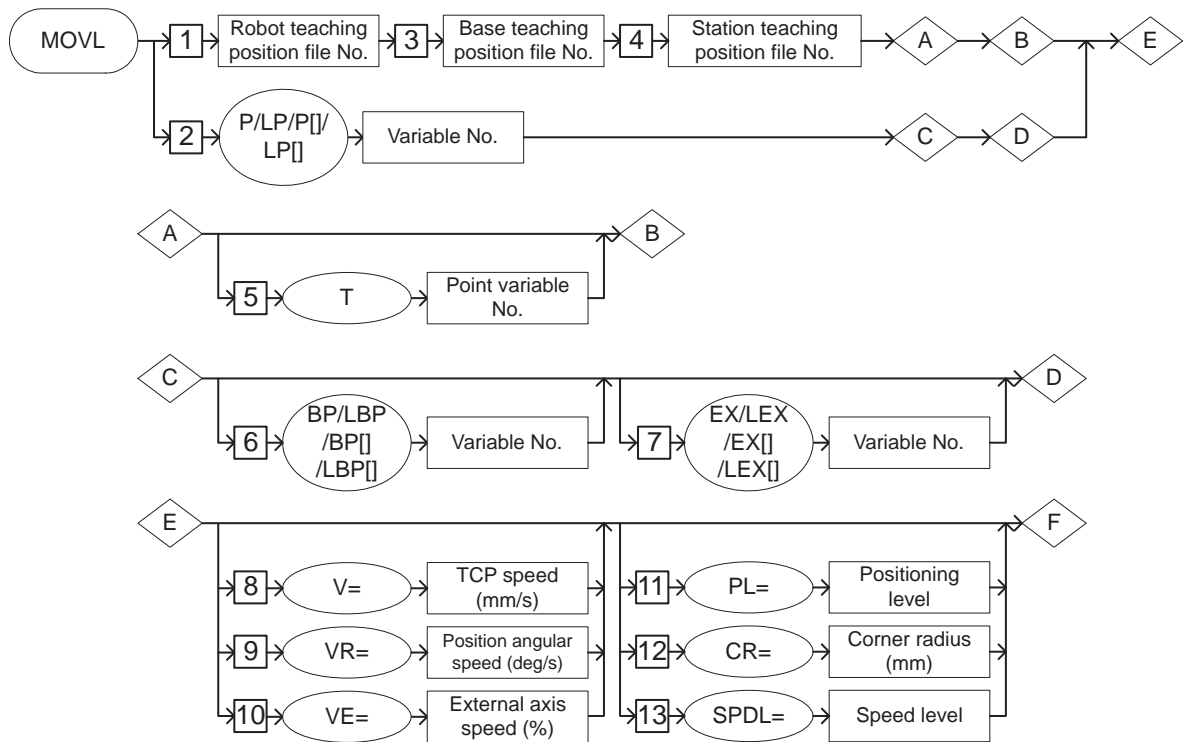 MOVL
1
Robot teaching
position file No.
3
Base teaching
position file No.
4
Station teaching
position file No.
A
B
E
2
P/LP/P[]/
LP[]
Variable No.
C
D
A
B
5
T
Point variable
No.
C
D
6
BP/LBP
/BP[]
/LBP[]
Variable No.
7
EX/LEX
/EX[]
/LEX[]
Variable No.
E
F
8
V=
TCP speed
(mm/s)
11
PL=
Positioning
level
9
VR=
Position angular
speed (deg/s)
12
CR=
Corner radius
(mm)
10
VE=
External axis
speed (%)
13
SPDL=
Speed level